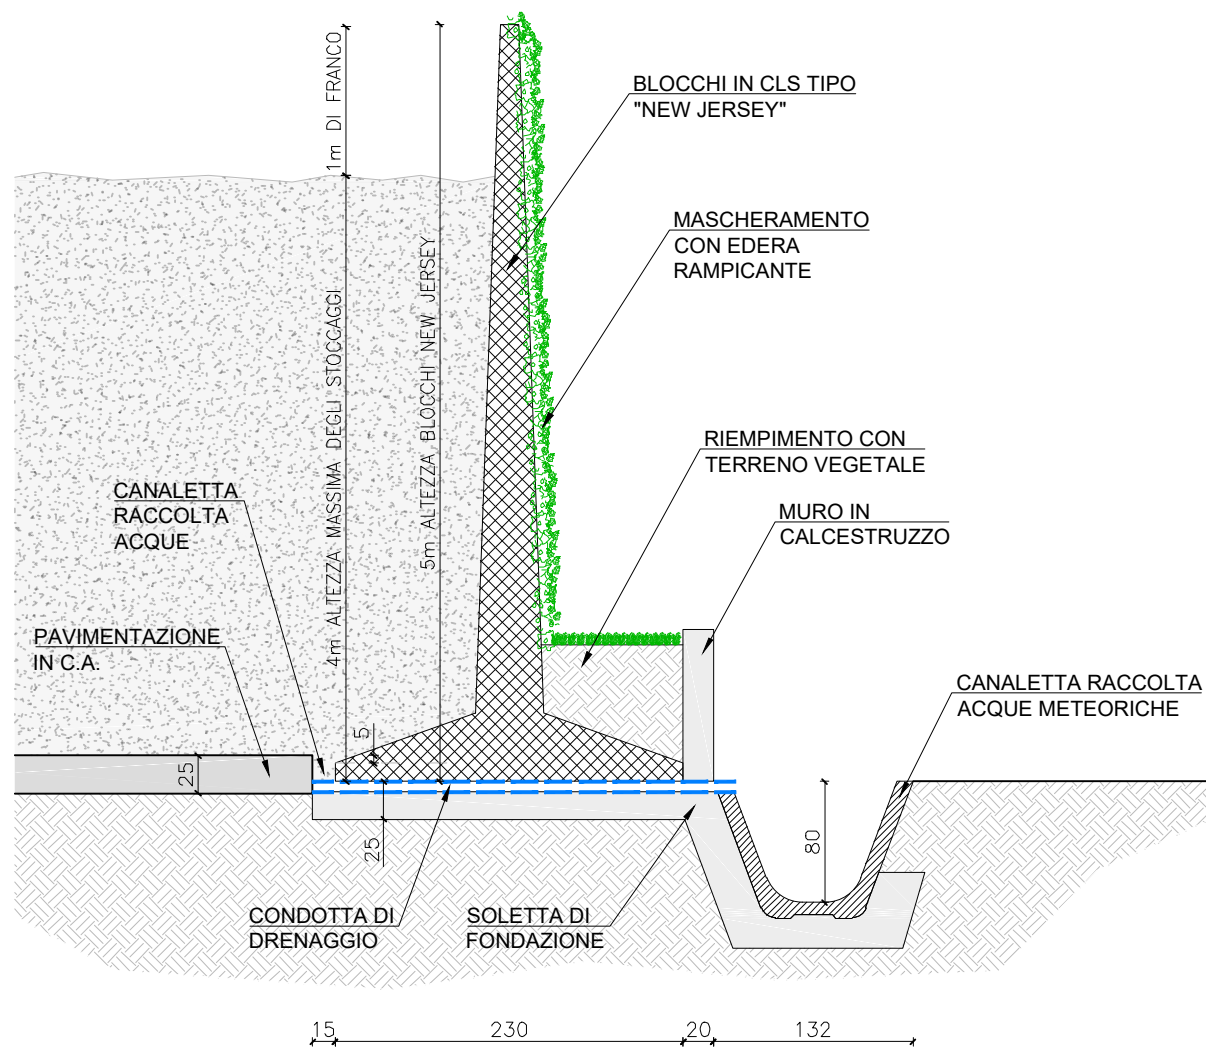 1m DI FRANCO
BLOCCHI IN CLS TIPO
"NEW JERSEY"
MASCHERAMENTO
CON EDERA
RAMPICANTE
4m ALTEZZA MASSIMA DEGLI STOCCAGGI
5m ALTEZZA BLOCCHI NEW JERSEY
RIEMPIMENTO CON
TERRENO VEGETALE
CANALETTA
RACCOLTA
ACQUE
MURO IN
CALCESTRUZZO
PAVIMENTAZIONE
IN C.A.
CANALETTA RACCOLTA
ACQUE METEORICHE
5
25
25
80
CONDOTTA DI
DRENAGGIO
SOLETTA DI
FONDAZIONE
15
230
20
132